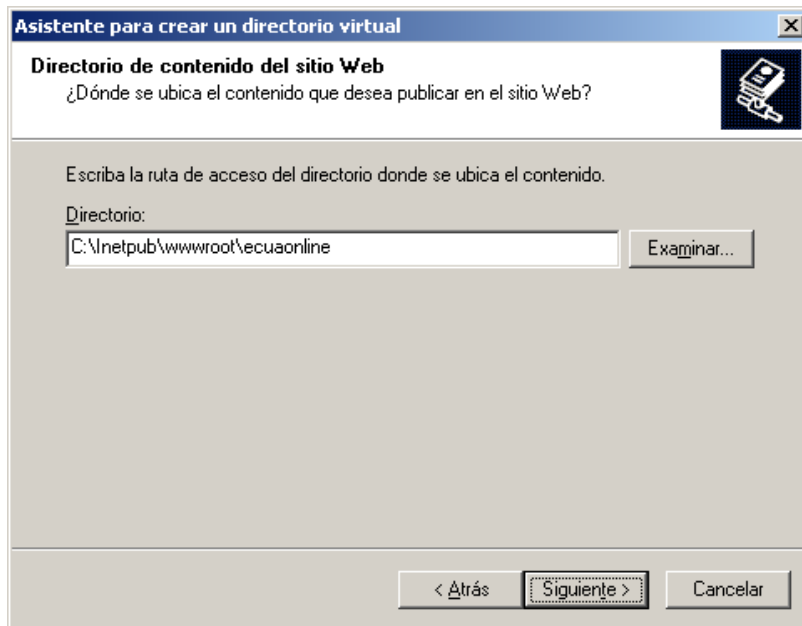 Asistente para crear un directorio virtual
Directorio de contenido del sitio Web
¿Dónde se ubica el contenido que desea publicar en el sitio Web?
Escriba la ruta de acceso del directorio donde se ubica el contenido.
Directorio:
C:\Inetpub\wwwroot\ecuaonline
Examinar...
< Atrás
Siguiente >
Cancelar